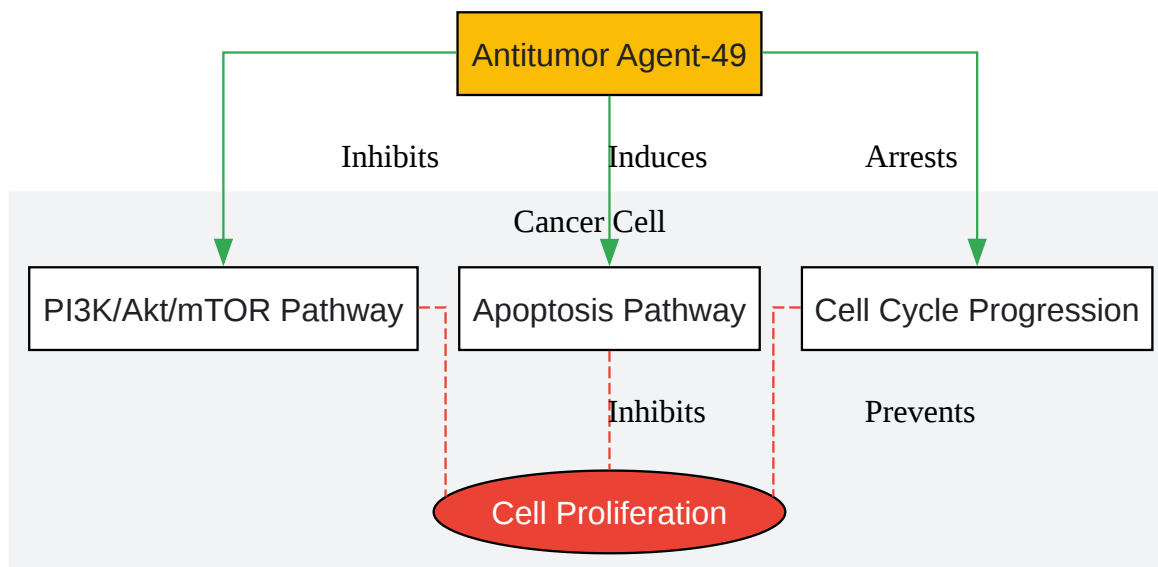 Antitumor Agent-49
Inhibits
Induces
Arrests
Cancer Cell
PI3K/Akt/mTOR Pathway
Apoptosis Pathway
Cell Cycle Progression
Inhibits
Prevents
Cell Proliferation